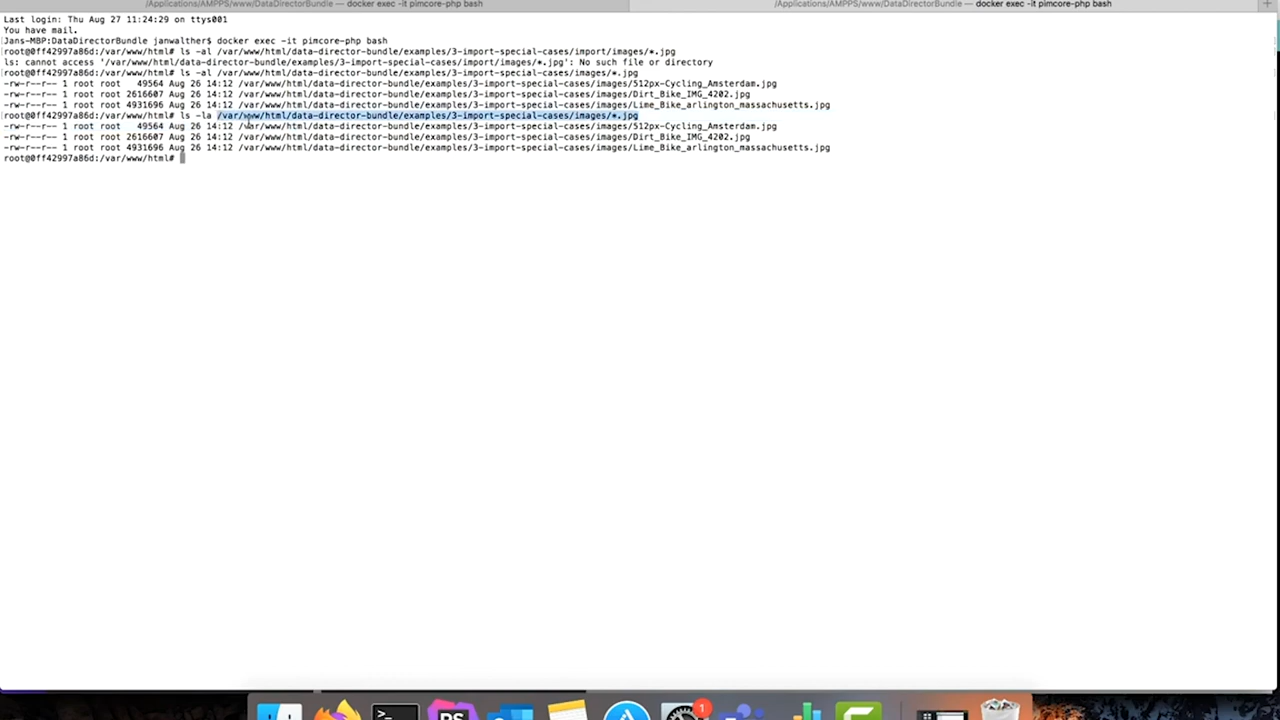 /Applications/AMPPS/www/DataDirectorBundle — docker exec -it pimcore-php bash
/Applications/AMPPS/www/DataDirectorBundle — docker exec -it pimcore-php bash
Last login: Thu Aug 27 11:24:29 on ttys001
You have mail.
[Jans-MBP:DataDirectorBundle janwalther$ docker exec -it pimcore-php bash
[root@0ff42997a86d:/var/www/html# ls -al /var/www/html/data-director-bundle/examples/3-import-special-cases/import/images/*.jpg
ls: cannot access '/var/www/html/data-director-bundle/examples/3-import-special-cases/import/images/*.jpg': No such file or directory
[root@0ff42997a86d:/var/www/html# ls -al /var/www/html/data-director-bundle/examples/3-import-special-cases/images/*.jpg
-rw-r--r-- 1 root root 49564 Aug 26 14:12 /var/www/html/data-director-bundle/examples/3-import-special-cases/images/512px-Cycling_Amsterdam.jpg
-rw-r--r-- 1 root root 2616607 Aug 26 14:12 /var/www/html/data-director-bundle/examples/3-import-special-cases/images/Dirt_Bike_IMG_4202.jpg
-rw-r--r-- 1 root root 4931696 Aug 26 14:12 /var/www/html/data-director-bundle/examples/3-import-special-cases/images/Lime_Bike_arlington_massachusetts.jpg
[root@0ff42997a86d:/var/www/html# ls -la /var/www/html/data-director-bundle/examples/3-import-special-cases/images/*.jpg
-rw-r--r-- 1 root root 49564 Aug 26 14:12 /var/www/html/data-director-bundle/examples/3-import-special-cases/images/512px-Cycling_Amsterdam.jpg
-rw-r--r-- 1 root root 2616607 Aug 26 14:12 /var/www/html/data-director-bundle/examples/3-import-special-cases/images/Dirt_Bike_IMG_4202.jpg
-rw-r--r-- 1 root root 4931696 Aug 26 14:12 /var/www/html/data-director-bundle/examples/3-import-special-cases/images/Lime_Bike_arlington_massachusetts.jpg
root@0ff42997a86d:/var/www/html#
1
PS